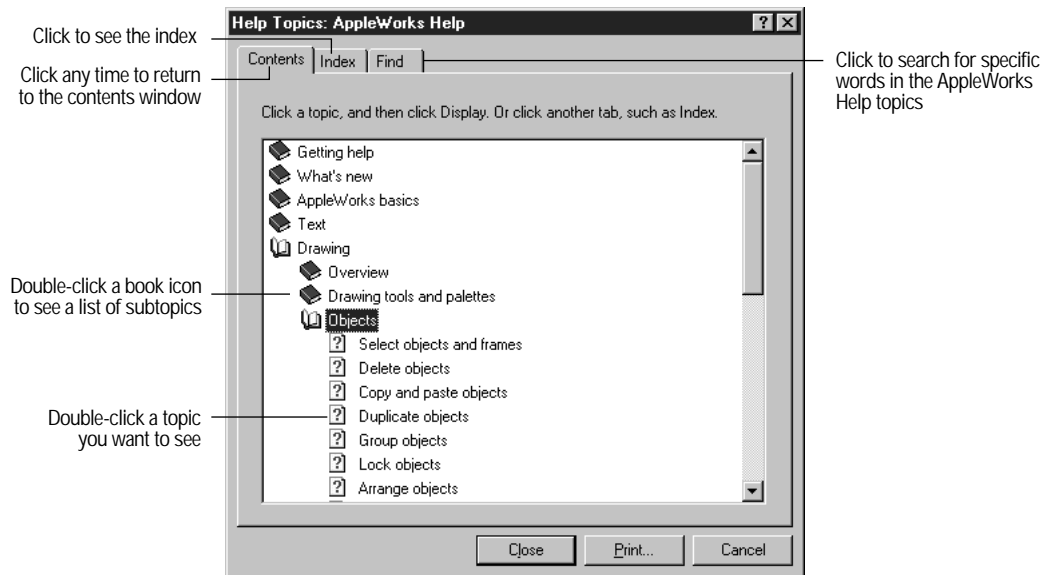 Help Topics: AppleWorks Help
Click to see the index
Contents Index Find
Click any time to return
to the contents window
Click to search for specific
words in the AppleWorks
Help topics
Click a topic, and then click Display. Or click another tab, such as Index.
Getting help
What's new
AppleWorks basics
Text
Drawing
Overview
Double-click a book icon
to see a list of subtopics
Drawing tools and palettes
Objects
Select objects and frames
Delete objects
Copy and paste objects
Double-click a topic
you want to see
Duplicate objects
Group objects
Lock objects
Arrange objects
Close Print... Cancel